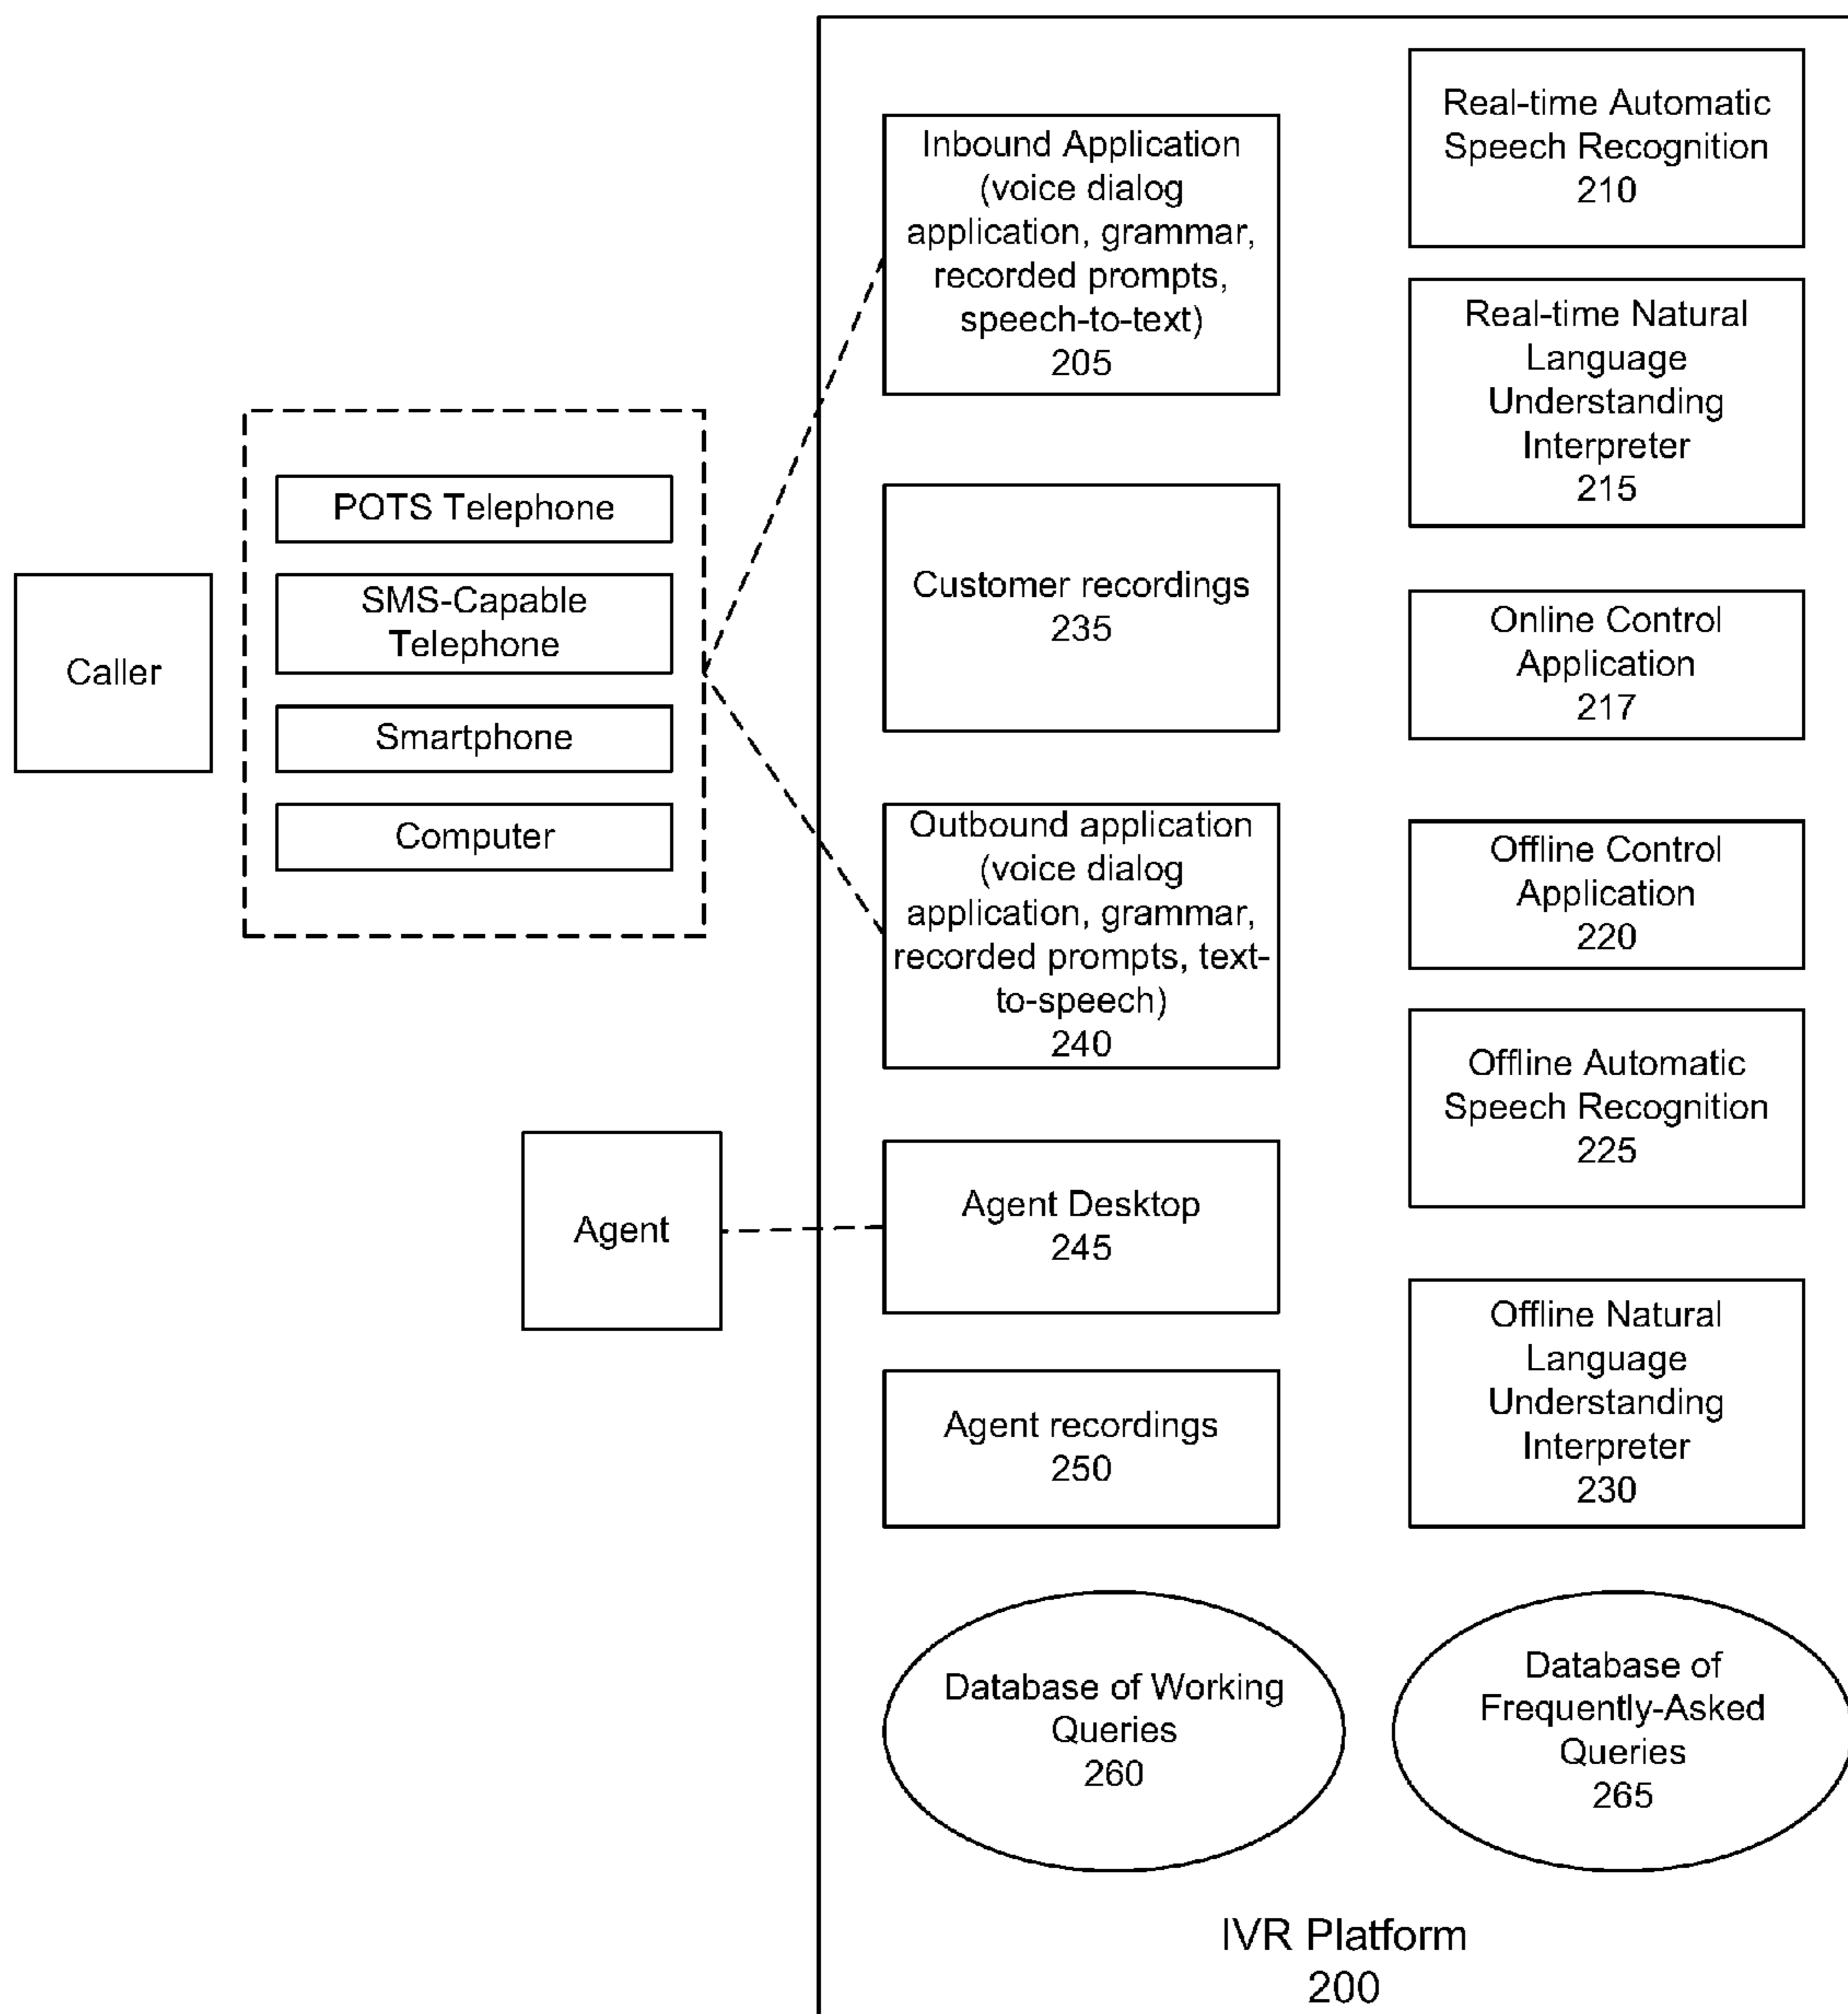 Caller
POTS Telephone
SMS-Capable
Telephone
Smartphone
Computer
Agent
Inbound Application
(voice dialog
application, grammar,
recorded prompts,
speech-to-text)
205
Customer recordings
235
Outbound application
(voice dialog
application, grammar,
recorded prompts, text-
to-speech)
240
Agent Desktop
245
Agent recordings
250
Real-time Automatic
Speech Recognition
210
Real-time Natural
Language
Understanding
Interpreter
215
Online Control
Application
217
Offline Control
Application
220
Offline Automatic
Speech Recognition
225
Offline Natural
Language
Understanding
Interpreter
230
Database of Working
Queries
260
Database of
Frequently-Asked
Queries
265
IVR Platform
200